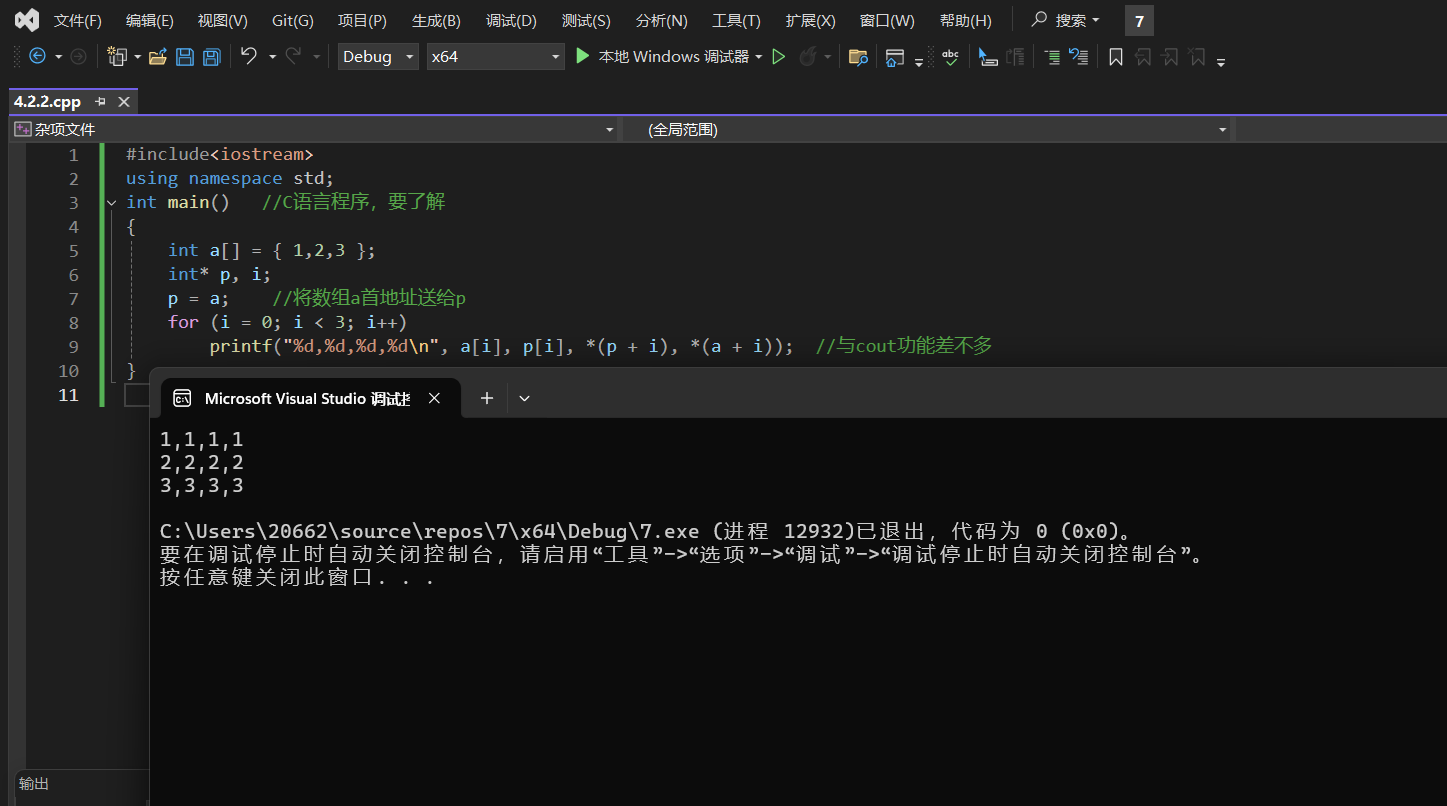 文件(F) 编辑(E) 视图(V) Git(G) 项目(P) 生成(B) 调试(D) 测试(S) 分析(N) 工具(T) 扩展(X) 窗口(W) 帮助(H) 搜索 7
Debug x64 本地 Windows 调试器 abc
4.2.2.cpp
杂项文件 (全局范围)
1 #include<iostream>
2 using namespace std;
3 int main() //C语言程序，要了解
4 {
5 int a[] = { 1,2,3 };
6 int* p, i;
7 p = a; //将数组a首地址送给p
8 for (i = 0; i < 3; i++)
9 printf("%d,%d,%d,%d\n", a[i], p[i], *(p + i), *(a + i)); //与cout功能差不多
10 }
11
Microsoft Visual Studio 调试
1,1,1,1
2,2,2,2
3,3,3,3
C:\Users\20662\source\repos\7\x64\Debug\7.exe (进程 12932)已退出，代码为 0 (0x0)。
要在调试停止时自动关闭控制台，请启用“工具”->“选项”->“调试”->“调试停止时自动关闭控制台”。
按任意键关闭此窗口. . .
输出